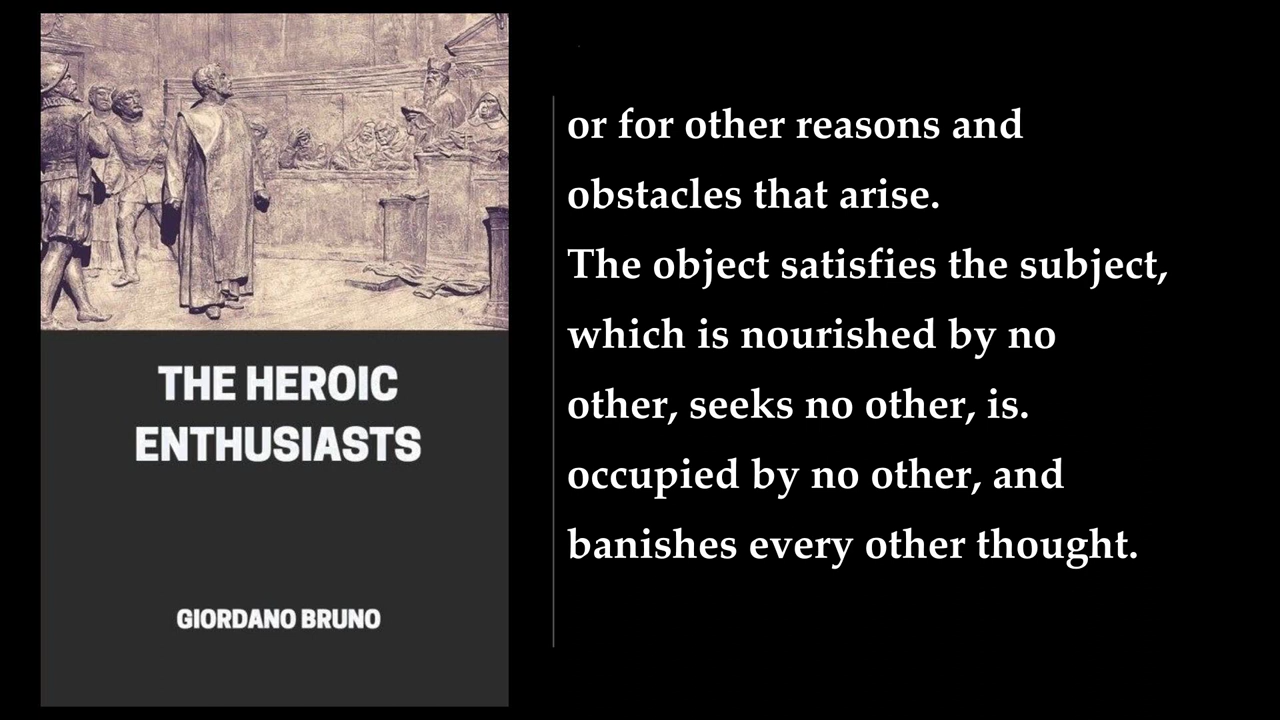 THE HEROIC
ENTHUSIASTS
GIORDANO BRUNO
or for other reasons and
obstacles that arise.
The object satisfies the subject,
which is nourished by no
other, seeks no other, is.
occupied by no other, and
banishes every other thought.